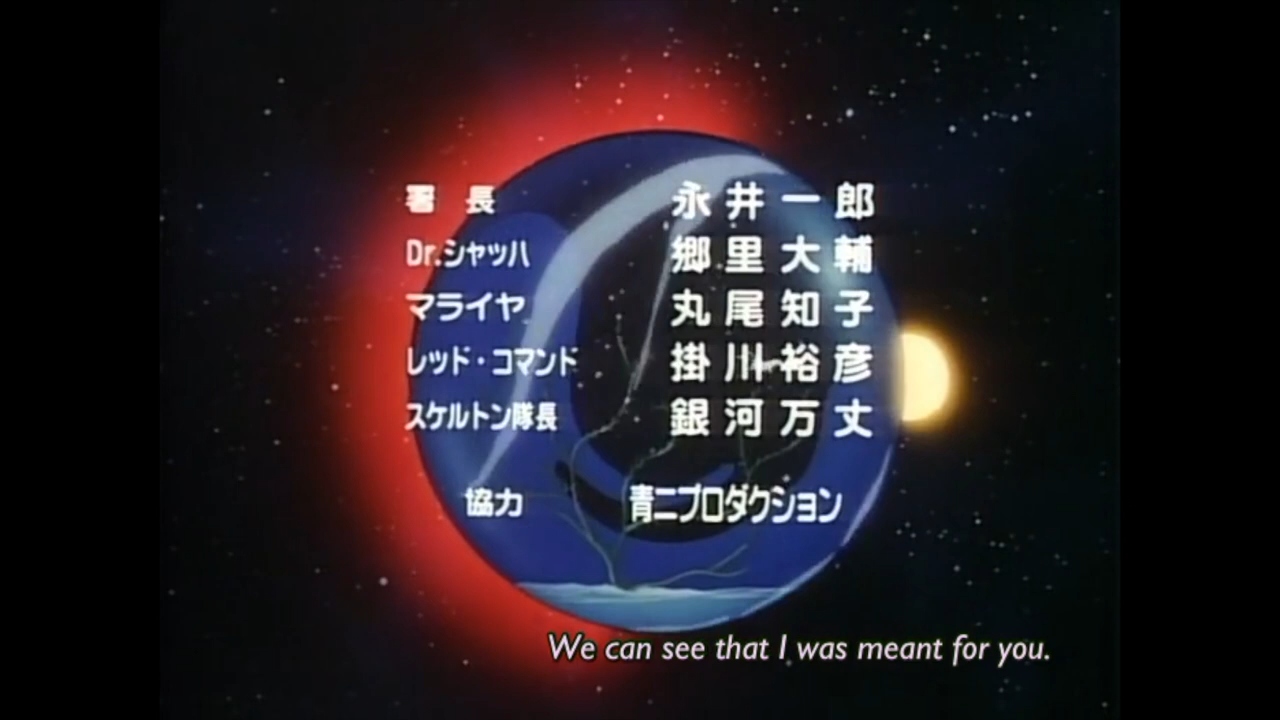 署長 永井一郎
Dr.シャッハ 郷里大輔
マライヤ 丸尾知子
レッド・コマンド 掛川裕彦
スケルトン隊長 銀河万丈
協力 青二プロダクション
We can see that I was meant for you.